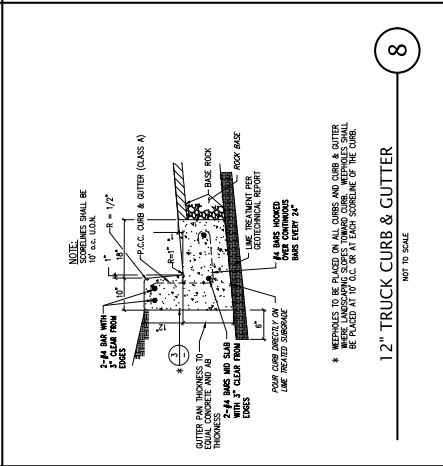 NOTE:
SCORELINES SHALL BE
10' o.c. U.O.N.
R = 1/2"
1"
10"
18"
P.C.C. CURB & GUTTER (CLASS A)
2-#4 BAR WITH
3" CLEAR FROM
EDGES
12"
R=1"
BASE ROCK
ROCK BASE
3
-
*
GUTTER PAN THICKNESS TO
EQUAL CONCRETE AND AB
THICKNESS
LIME TREATMENT PER
GEOTECHNICAL REPORT
2-#4 BARS MID SLAB
WITH 3" CLEAR FROM
EDGES
#4 BARS HOOKED
OVER CONTINUOUS
BARS EVERY 24"
6"
POUR CURB DIRECTLY ON
LIME TREATED SUBGRADE
* WEEPHOLES TO BE PLACED ON ALL CURBS AND CURB & GUTTER
WHERE LANDSCAPING SLOPES TOWARD CURB. WEEPHOLES SHALL
BE PLACED AT 10' O.C. OR AT EACH SCORELINE OF THE CURB.
12" TRUCK CURB & GUTTER
NOT TO SCALE
8